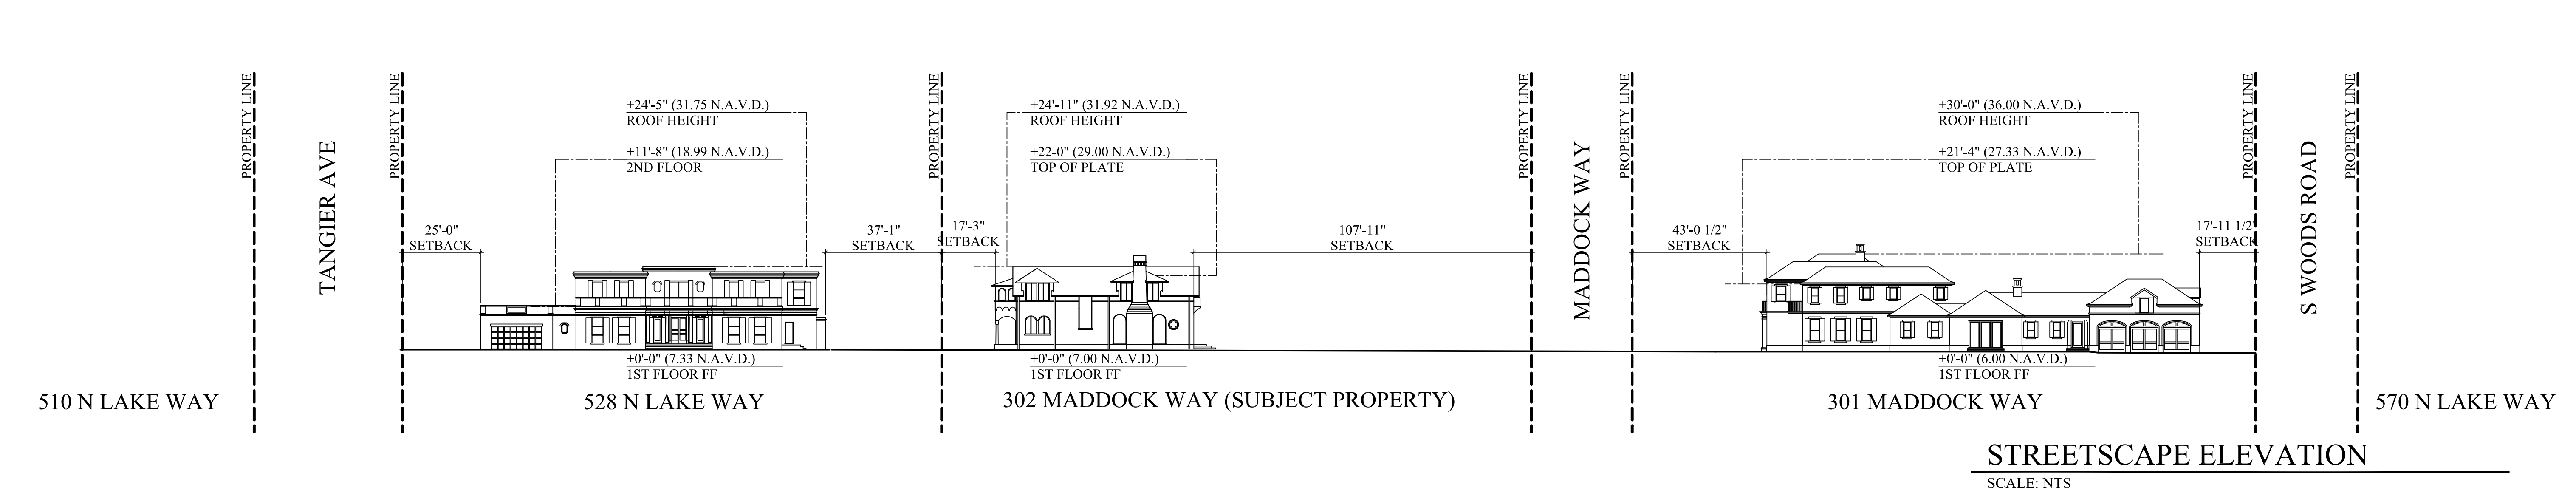 PROPERTY LINE
TANGIER AVE
PROPERTY LINE
+24'-5" (31.75 N.A.V.D.)
ROOF HEIGHT
+11'-8" (18.99 N.A.V.D.)
2ND FLOOR
25'-0"
SETBACK
37'-1"
SETBACK
+0'-0" (7.33 N.A.V.D.)
1ST FLOOR FF
PROPERTY LINE
+24'-11" (31.92 N.A.V.D.)
ROOF HEIGHT
+22-0" (29.00 N.A.V.D.)
TOP OF PLATE
17'-3"
SETBACK
107'-11"
SETBACK
+0'-0" (7.00 N.A.V.D.)
1ST FLOOR FF
PROPERTY LINE
MADDOCK WAY
PROPERTY LINE
+30'-0" (36.00 N.A.V.D.)
ROOF HEIGHT
+21'-4" (27.33 N.A.V.D.)
TOP OF PLATE
43'-0 1/2"
SETBACK
17'-11 1/2"
SETBACK
+0'-0" (6.00 N.A.V.D.)
1ST FLOOR FF
PROPERTY LINE
S WOODS ROAD
PROPERTY LINE
510 N LAKE WAY
528 N LAKE WAY
302 MADDOCK WAY (SUBJECT PROPERTY)
301 MADDOCK WAY
570 N LAKE WAY
STREETSCAPE ELEVATION
SCALE: NTS